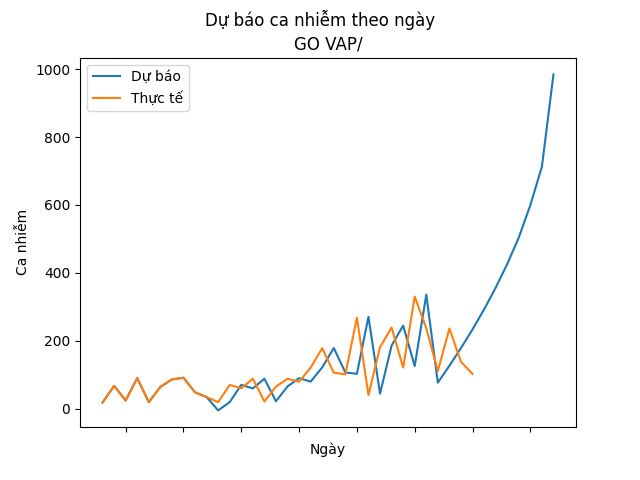 Dự báo ca nhiễm theo ngày
GO VAP/
Dự báo
Thực tế
1000
800
600
400
200
0
Ca nhiễm
Ngày